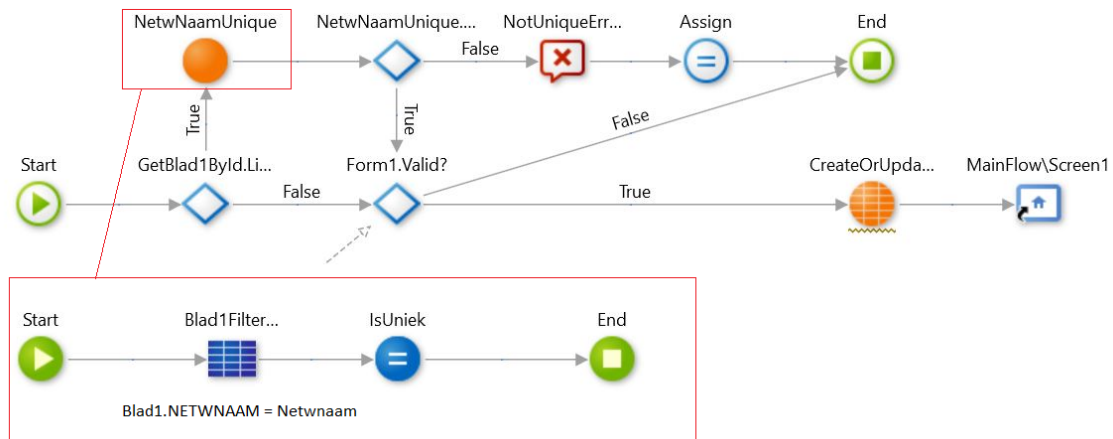 NetwNaamUnique
NetwNaamUnique....
NotUniqueErr...
Assign
End
False
True
True
False
Start
GetBlad1ById.Li...
Form1.Valid?
CreateOrUpda...
MainFlow\Screen1
False
True
Start
Blad1Filter...
IsUniek
End
Blad1.NETWNAAM = Netwnaam